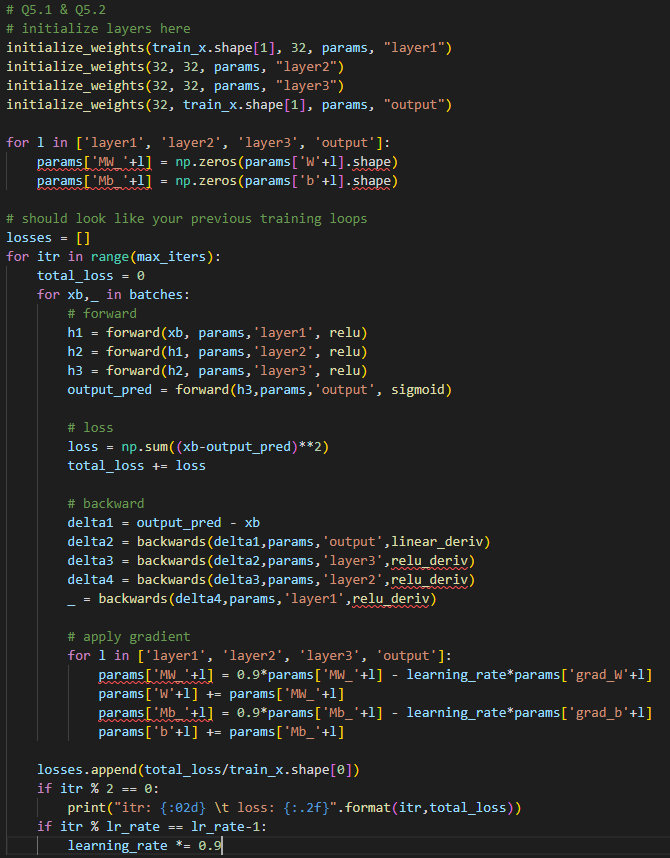 # Q5.1 & Q5.2
# initialize layers here
initialize_weights(train_x.shape[1], 32, params, "layer1")
initialize_weights(32, 32, params, "layer2")
initialize_weights(32, 32, params, "layer3")
initialize_weights(32, train_x.shape[1], params, "output")

for l in ['layer1', 'layer2', 'layer3', 'output']:
    params['MW_'+l] = np.zeros(params['W'+l].shape)
    params['Mb_'+l] = np.zeros(params['b'+l].shape)

# should look like your previous training loops
losses = []
for itr in range(max_iters):
    total_loss = 0
    for xb,_ in batches:
        # forward
        h1 = forward(xb, params,'layer1', relu)
        h2 = forward(h1, params,'layer2', relu)
        h3 = forward(h2, params,'layer3', relu)
        output_pred = forward(h3,params,'output', sigmoid)

        # loss
        loss = np.sum((xb-output_pred)**2)
        total_loss += loss

        # backward
        delta1 = output_pred - xb
        delta2 = backwards(delta1,params,'output',linear_deriv)
        delta3 = backwards(delta2,params,'layer3',relu_deriv)
        delta4 = backwards(delta3,params,'layer2',relu_deriv)
        _ = backwards(delta4,params,'layer1',relu_deriv)

        # apply gradient
        for l in ['layer1', 'layer2', 'layer3', 'output']:
            params['MW_'+l] = 0.9*params['MW_'+l] - learning_rate*params['grad_W'+l]
            params['W'+l] += params['MW_'+l]
            params['Mb_'+l] = 0.9*params['Mb_'+l] - learning_rate*params['grad_b'+l]
            params['b'+l] += params['Mb_'+l]

    losses.append(total_loss/train_x.shape[0])
    if itr % 2 == 0:
        print("itr: {:02d} \t loss: {:.2f}".format(itr,total_loss))
    if itr % lr_rate == lr_rate-1:
        learning_rate *= 0.9